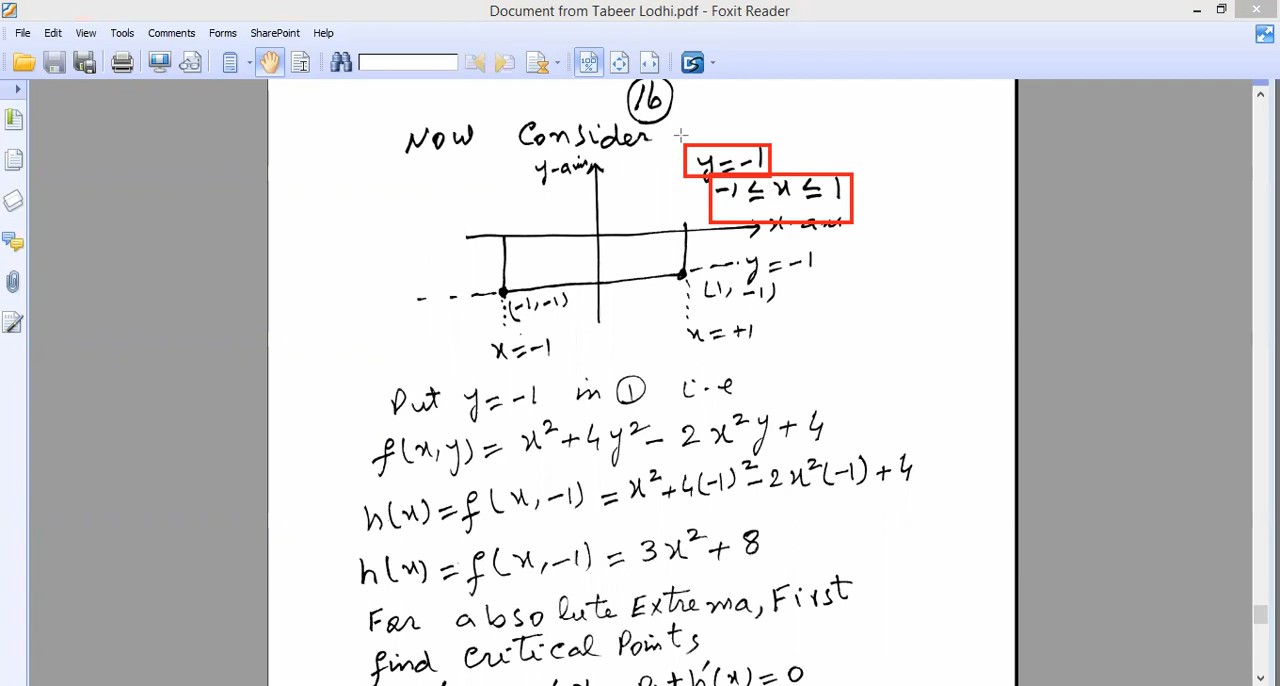 Document from Tabeer Lodhi.pdf - Foxit Reader
File Edit View Tools Comments Forms SharePoint Help
16
Now Consider
y = -1
y-axis
-1 ≤ x ≤ 1
x-axi
y = -1
(-1, -1)
(1, -1)
x = +1
x = -1
Put y = -1 in ① i.e
f(x,y) = x² + 4y² - 2x²y + 4
h(x) = f(x,-1) = x² + 4(-1)² - 2x²(-1) + 4
h(x) = f(x,-1) = 3x² + 8
For absolute Extrema, First
find Critical Points
h'(x) = 0